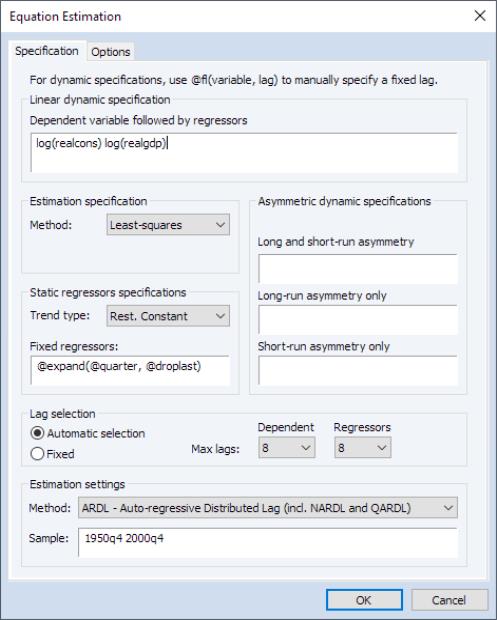 Equation Estimation
Specification
Options
For dynamic specifications, use @fl(variable, lag) to manually specify a fixed lag.
Linear dynamic specification
Dependent variable followed by regressors
log(realcons) log(realgdp)
Estimation specification
Method:
Least-squares
Asymmetric dynamic specifications
Long and short-run asymmetry
Static regressors specifications
Trend type:
Rest. Constant
Fixed regressors:
@expand(@quarter, @droplast)
Long-run asymmetry only
Short-run asymmetry only
Lag selection
Automatic selection
Fixed
Max lags:
Dependent
8
Regressors
8
Estimation settings
Method:
ARDL - Auto-regressive Distributed Lag (incl. NARDL and QARDL)
Sample:
1950q4 2000q4
OK
Cancel